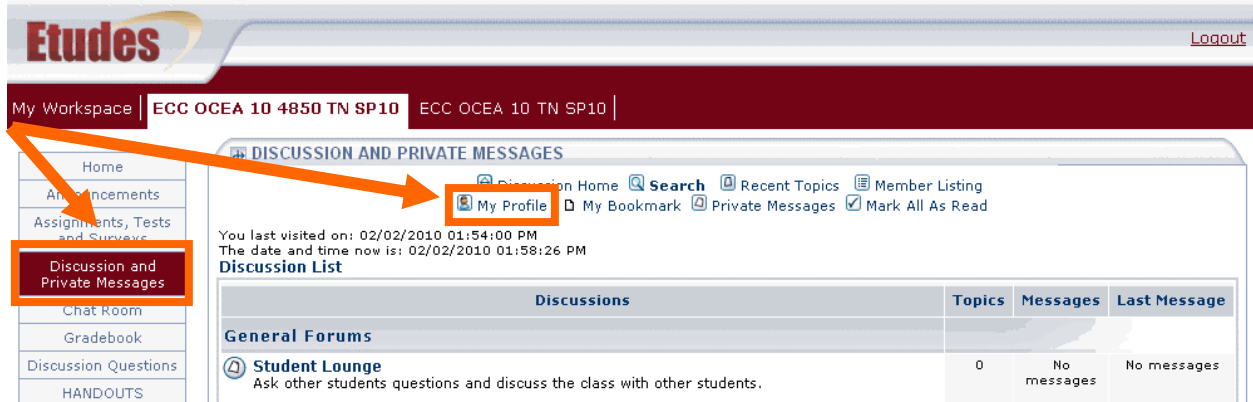 Etudes
Logout
My Workspace ECC OCEA 10 4850 TN SP10 ECC OCEA 10 TN SP10
DISCUSSION AND PRIVATE MESSAGES
Discussion Home Search Recent Topics Member Listing
My Profile My Bookmark Private Messages Mark All As Read
You last visited on: 02/02/2010 01:54:00 PM
The date and time now is: 02/02/2010 01:58:26 PM
Discussion List
Discussions Topics Messages Last Message
General Forums
Student Lounge
Ask other students questions and discuss the class with other students.
0
No
messages
No messages
Home
Announcements
Assignments, Tests
and Surveys
Discussion and
Private Messages
Chat Room
Gradebook
Discussion Questions
HANDOUTS